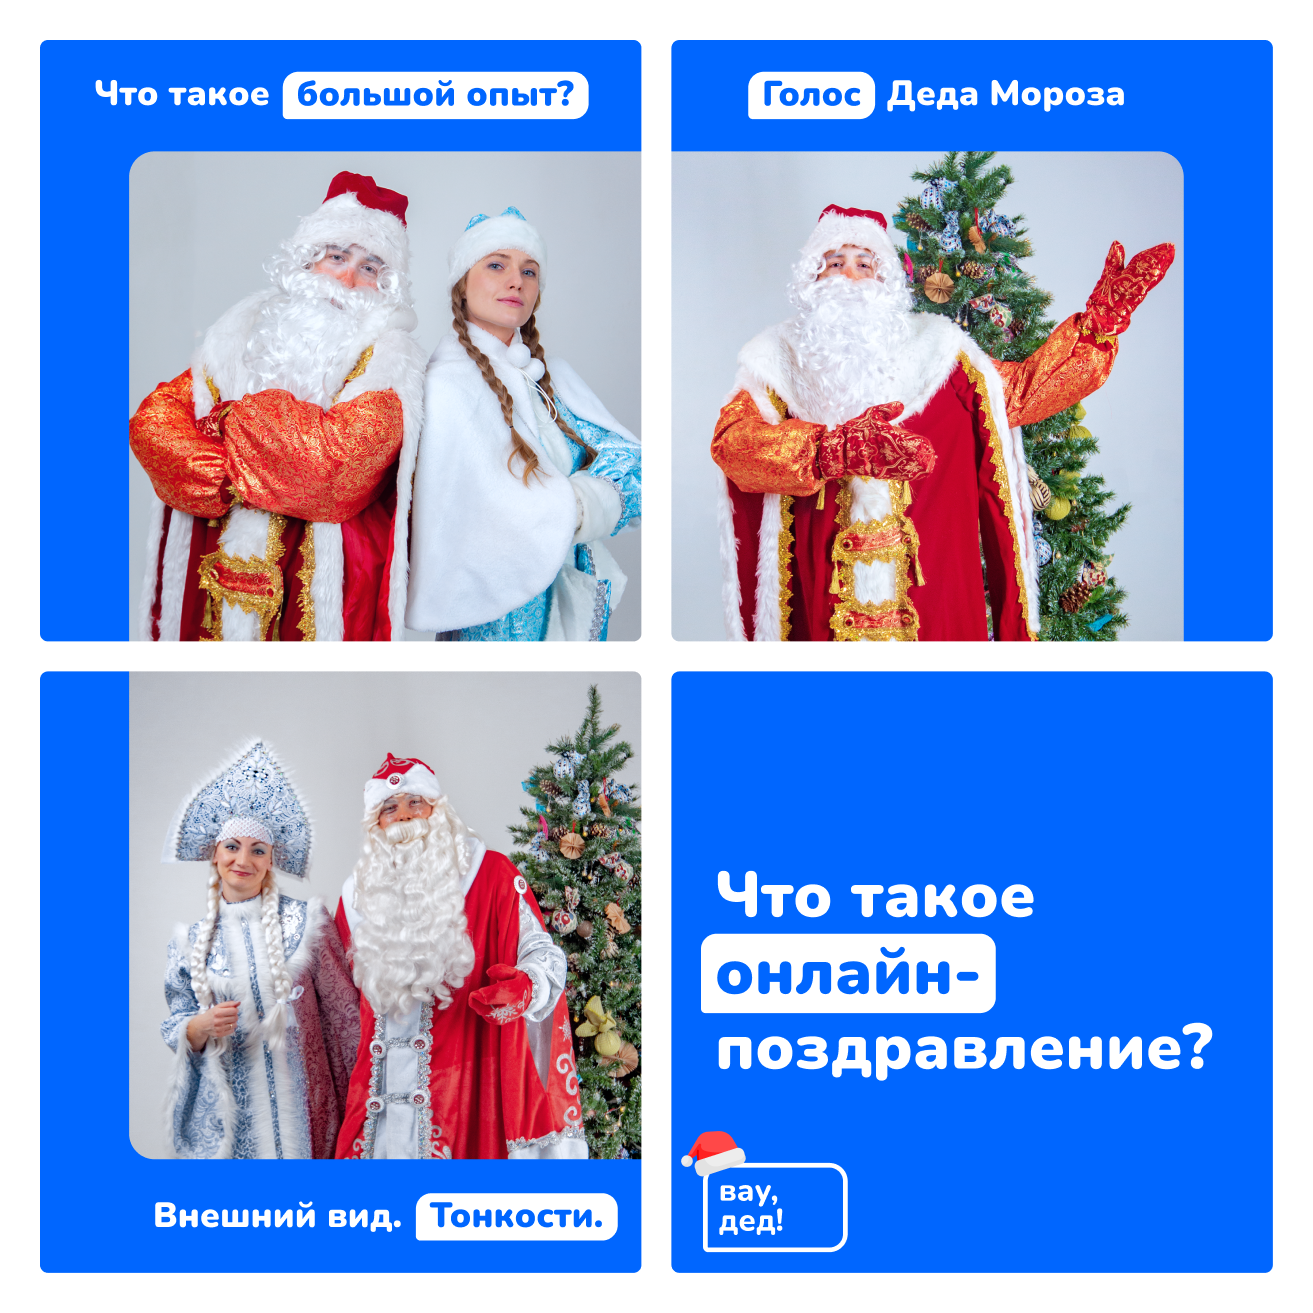 Что такое большой опыт?
Голос Деда Мороза
Внешний вид. Тонкости.
Что такое
онлайн-
поздравление?
вау,
дед!